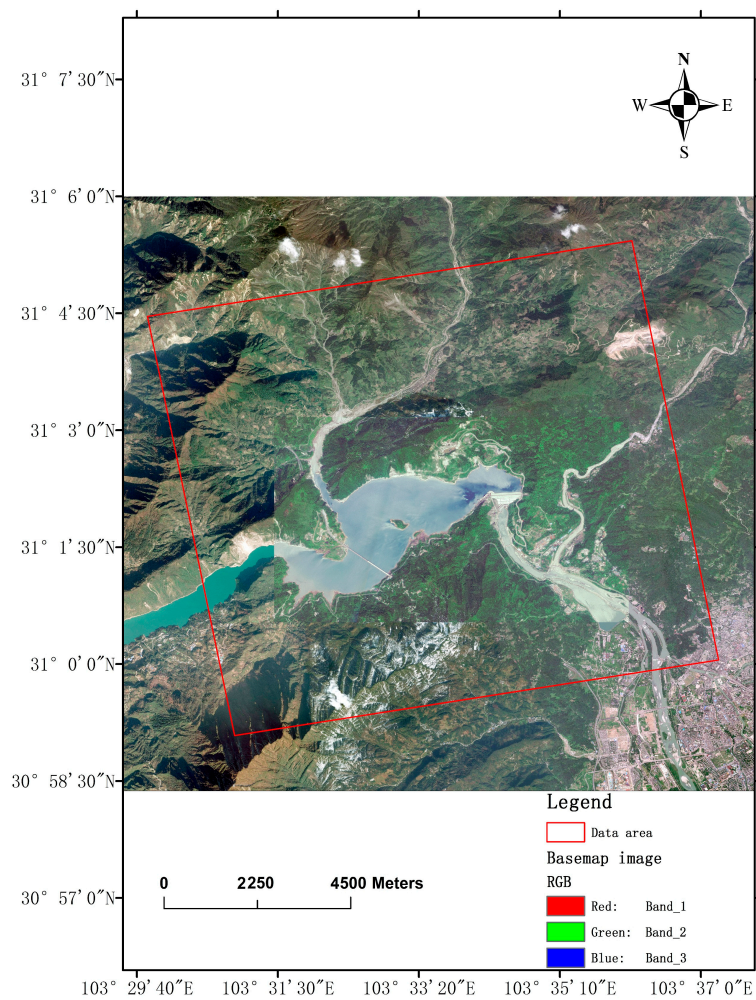 N
W E
S
31° 7'30"N
31° 6'0"N
31° 4'30"N
31° 3'0"N
31° 1'30"N
31° 0'0"N
30° 58'30"N
30° 57'0"N
Legend
Data area
Basemap image
RGB
Red: Band_1
Green: Band_2
Blue: Band_3
0 2250 4500 Meters
103° 29'40"E 103° 31'30"E 103° 33'20"E 103° 35'10"E 103° 37'0"E